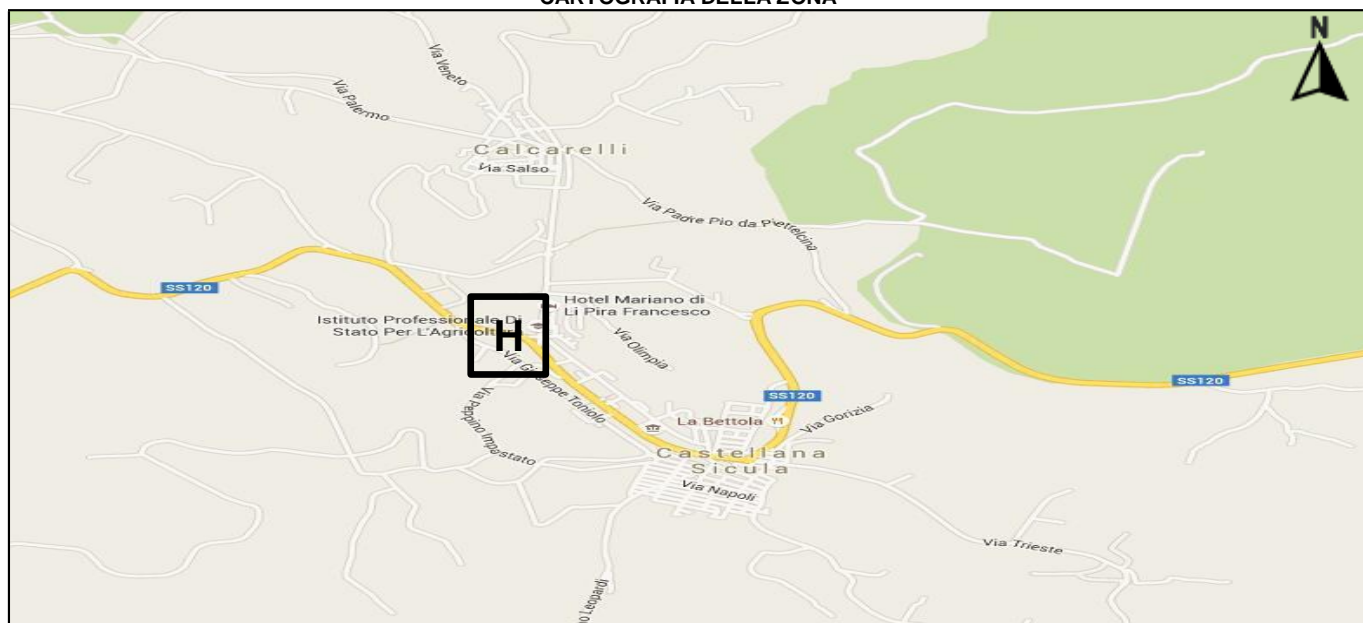 CARTOGRAFIA DELLA ZONA
N
Via Veneto
Via Palermo
Calcarelli
Via Salso
Via Padre Pio da Pietrelcina
SS120
Hotel Mariano di
Li Pira Francesco
Istituto Professionale Di
Stato Per L'Agricoltura
H
Via Olimpia
Via Giuseppe Toniolo
SS120
SS120
Via Peppino Impastato
La Bettola
Via Gorizia
Castellana
Sicula
Via Napoli
Via Trieste
Leopardi